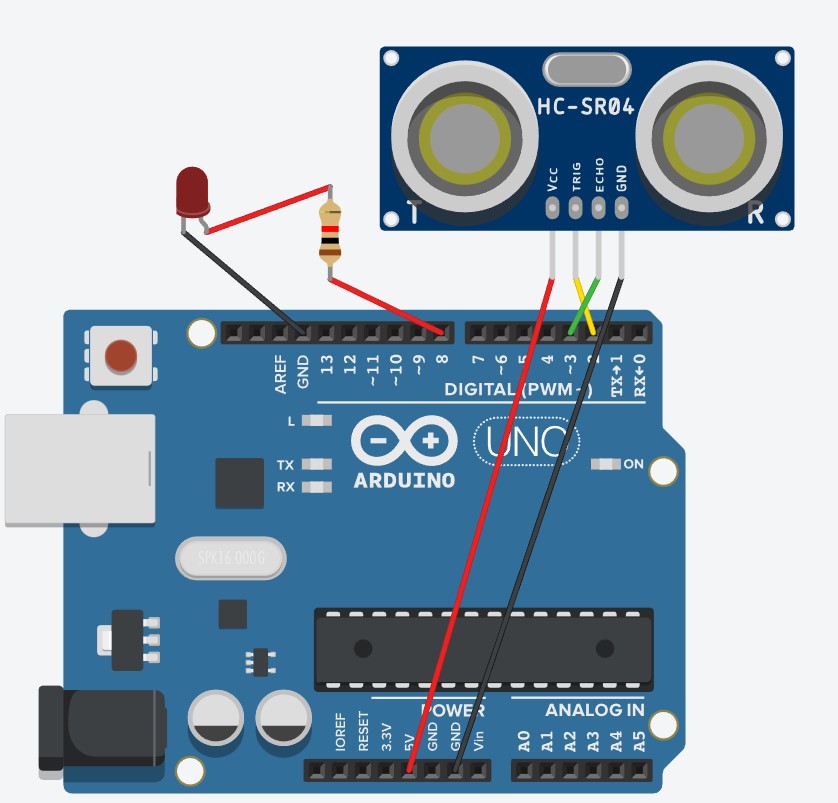 HC-SR04
VCC
TRIG
ECHO
GND
T
R
AREF
GND
13
12
~11
~10
~9
8
7
~6
5
4
~3
2
TX→1
RX←0
DIGITAL (PWM~)
L
TX
RX
ARDUINO
UNO
ON
SPK16.000G
POWER
ANALOG IN
IOREF
RESET
3.3V
5V
GND
GND
Vin
A0
A1
A2
A3
A4
A5